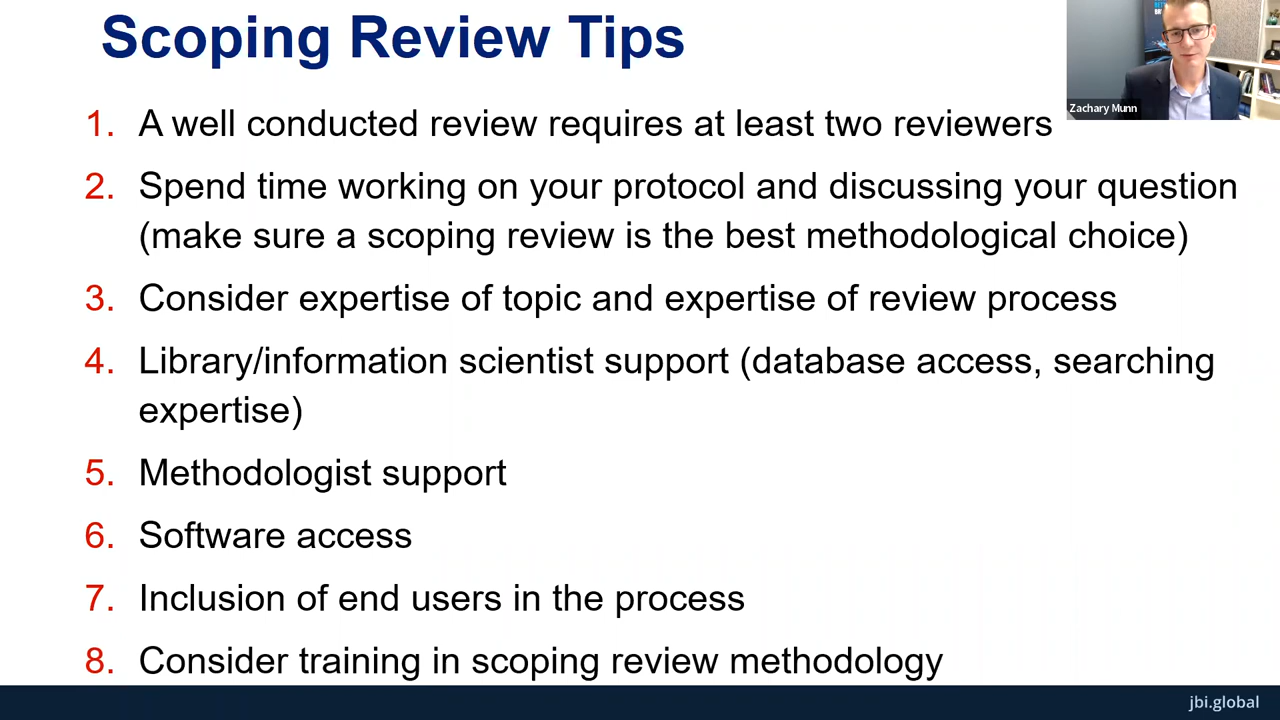 Scoping Review Tips
Zachary Munn
1. A well conducted review requires at least two reviewers
2. Spend time working on your protocol and discussing your question
(make sure a scoping review is the best methodological choice)
3. Consider expertise of topic and expertise of review process
4. Library/information scientist support (database access, searching
expertise)
5. Methodologist support
6. Software access
7. Inclusion of end users in the process
8. Consider training in scoping review methodology
jbi.global